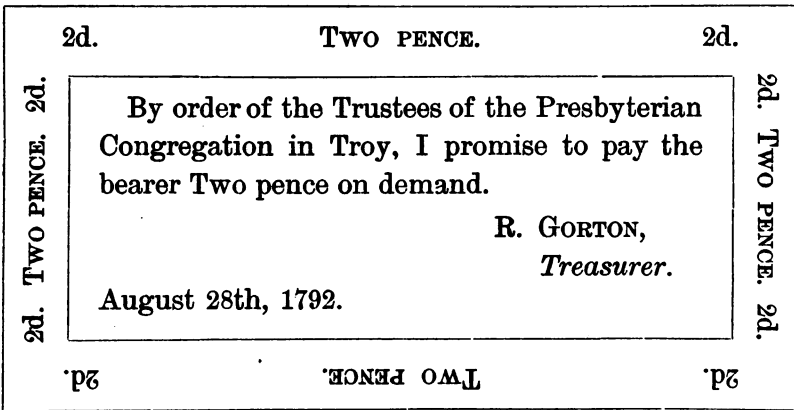 2d. TWO PENCE. 2d.
2d. TWO PENCE. 2d.
By order of the Trustees of the Presbyterian
Congregation in Troy, I promise to pay the
bearer Two pence on demand.
R. GORTON,
Treasurer.
August 28th, 1792.
2d. TWO PENCE. 2d.
2d. TWO PENCE. 2d.